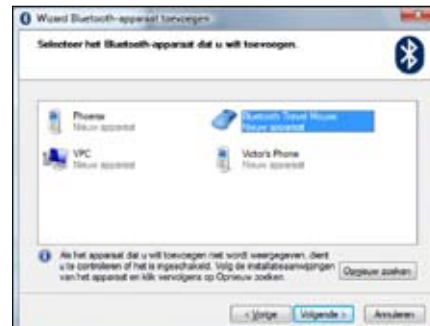 Wizard Bluetooth-apparaat toevoegen
Selecteer het Bluetooth-apparaat dat u wilt toevoegen.
Phoenix
Nieuw apparaat
Bluetooth Travel Mouse
Nieuw apparaat
VPC
Nieuw apparaat
Victor's Phone
Nieuw apparaat
Als het apparaat dat u wilt toevoegen niet wordt weergegeven, dient
u te controleren of het is ingeschakeld. Volg de installatieaanwijzingen
van het apparaat en klik vervolgens op Opnieuw zoeken.
Opnieuw zoeken
< Vorige
Volgende >
Annuleren